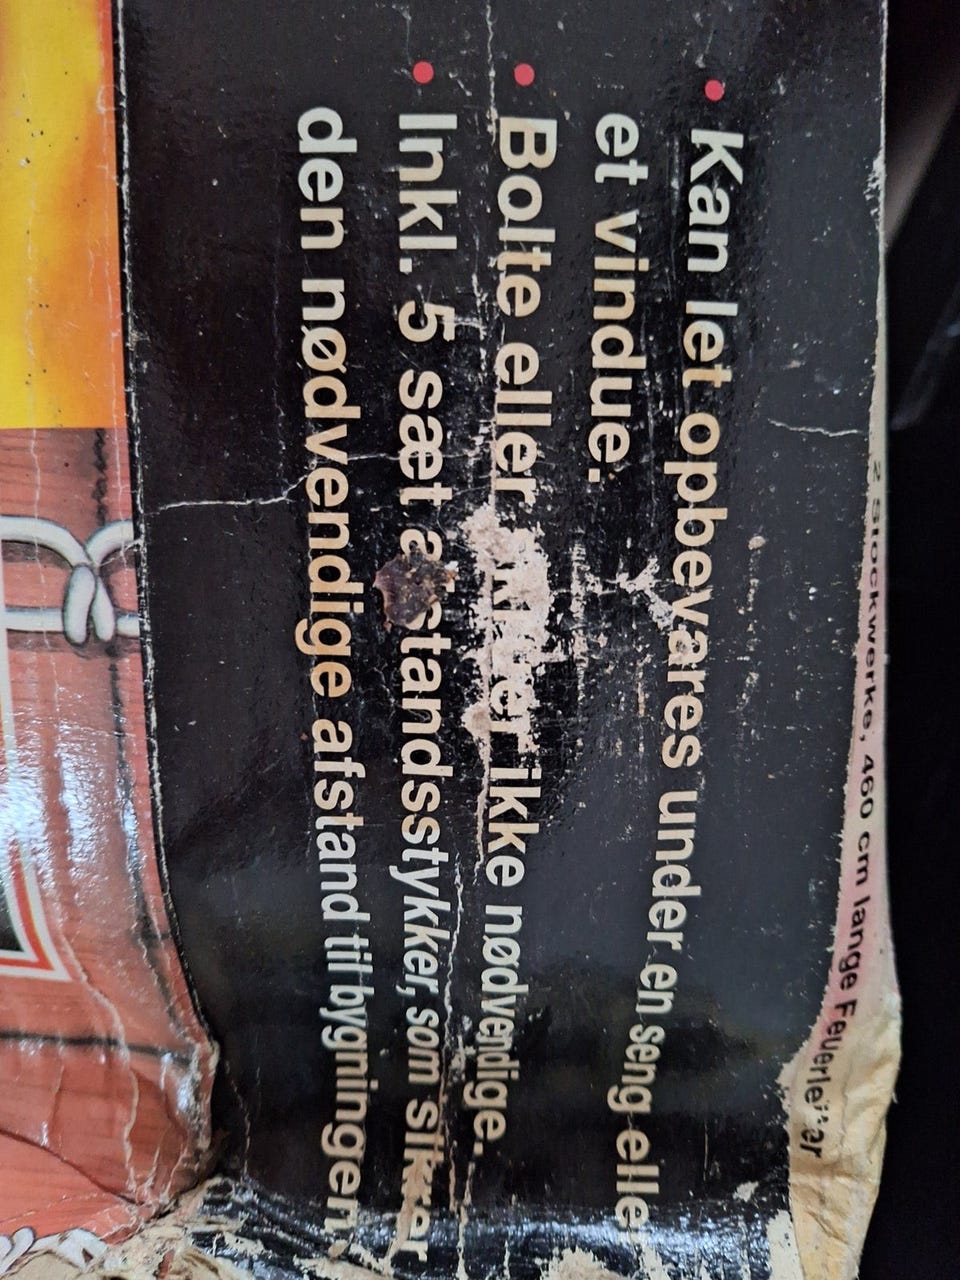 2 Stockwerke, 460 cm lange Feuerleiter
Kan let opbevares under en seng eller
et vindue.
Bolte eller ikke nødvendige.
Inkl. 5 sæt afstandsstykker, som sikrer
den nødvendige afstand til bygningen